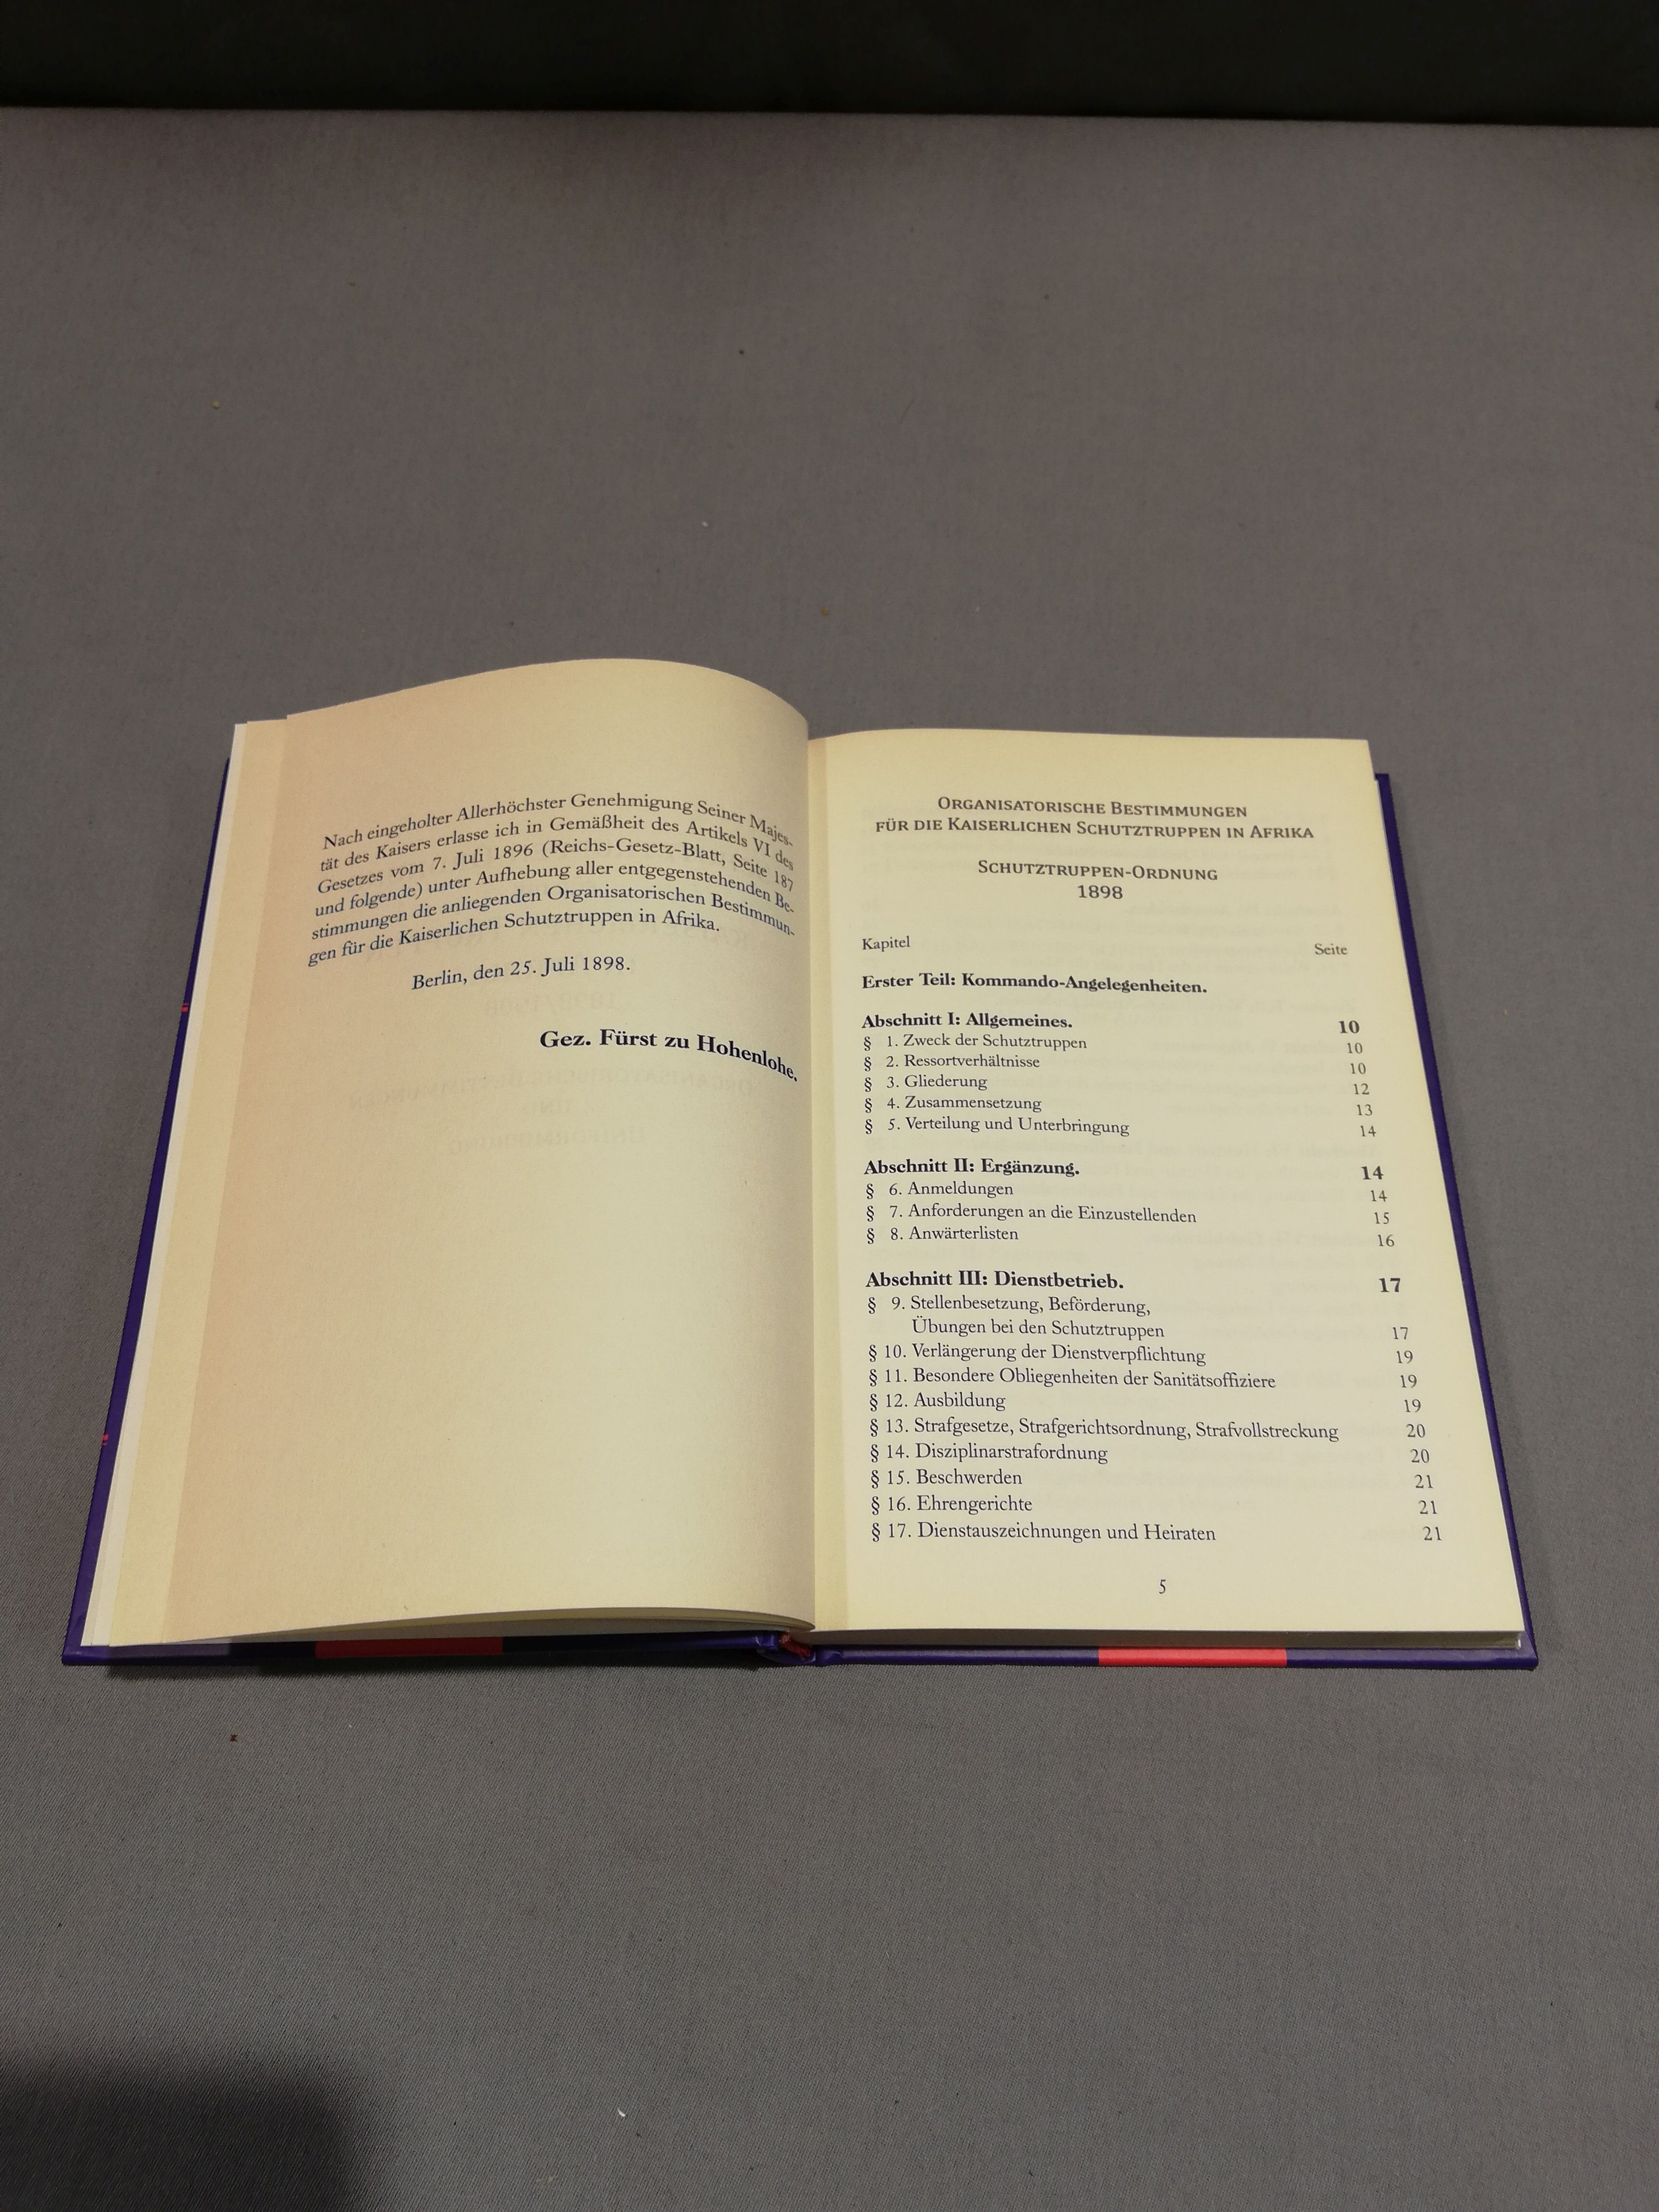 Nach eingeholter Allerhöchster Genehmigung Seiner Majes-
tät des Kaisers erlasse ich in Gemäßheit des Artikels VI des
Gesetzes vom 7. Juli 1896 (Reichs-Gesetz-Blatt, Seite 187
und folgende) unter Aufhebung aller entgegenstehenden Be-
stimmungen die anliegenden Organisatorischen Bestimmun-
gen für die Kaiserlichen Schutztruppen in Afrika.
Berlin, den 25. Juli 1898.
Gez. Fürst zu Hohenlohe.
ORGANISATORISCHE BESTIMMUNGEN
FÜR DIE KAISERLICHEN SCHUTZTRUPPEN IN AFRIKA
SCHUTZTRUPPEN-ORDNUNG
1898
Kapitel Seite
Erster Teil: Kommando-Angelegenheiten.
Abschnitt I: Allgemeines. 10
§ 1. Zweck der Schutztruppen 10
§ 2. Ressortverhältnisse 10
§ 3. Gliederung 12
§ 4. Zusammensetzung 13
§ 5. Verteilung und Unterbringung 14
Abschnitt II: Ergänzung. 14
§ 6. Anmeldungen 14
§ 7. Anforderungen an die Einzustellenden 15
§ 8. Anwärterlisten 16
Abschnitt III: Dienstbetrieb. 17
§ 9. Stellenbesetzung, Beförderung,
Übungen bei den Schutztruppen 17
§ 10. Verlängerung der Dienstverpflichtung 19
§ 11. Besondere Obliegenheiten der Sanitätsoffiziere 19
§ 12. Ausbildung 19
§ 13. Strafgesetze, Strafgerichtsordnung, Strafvollstreckung 20
§ 14. Disziplinarstrafordnung 20
§ 15. Beschwerden 21
§ 16. Ehrengerichte 21
§ 17. Dienstauszeichnungen und Heiraten 21
5